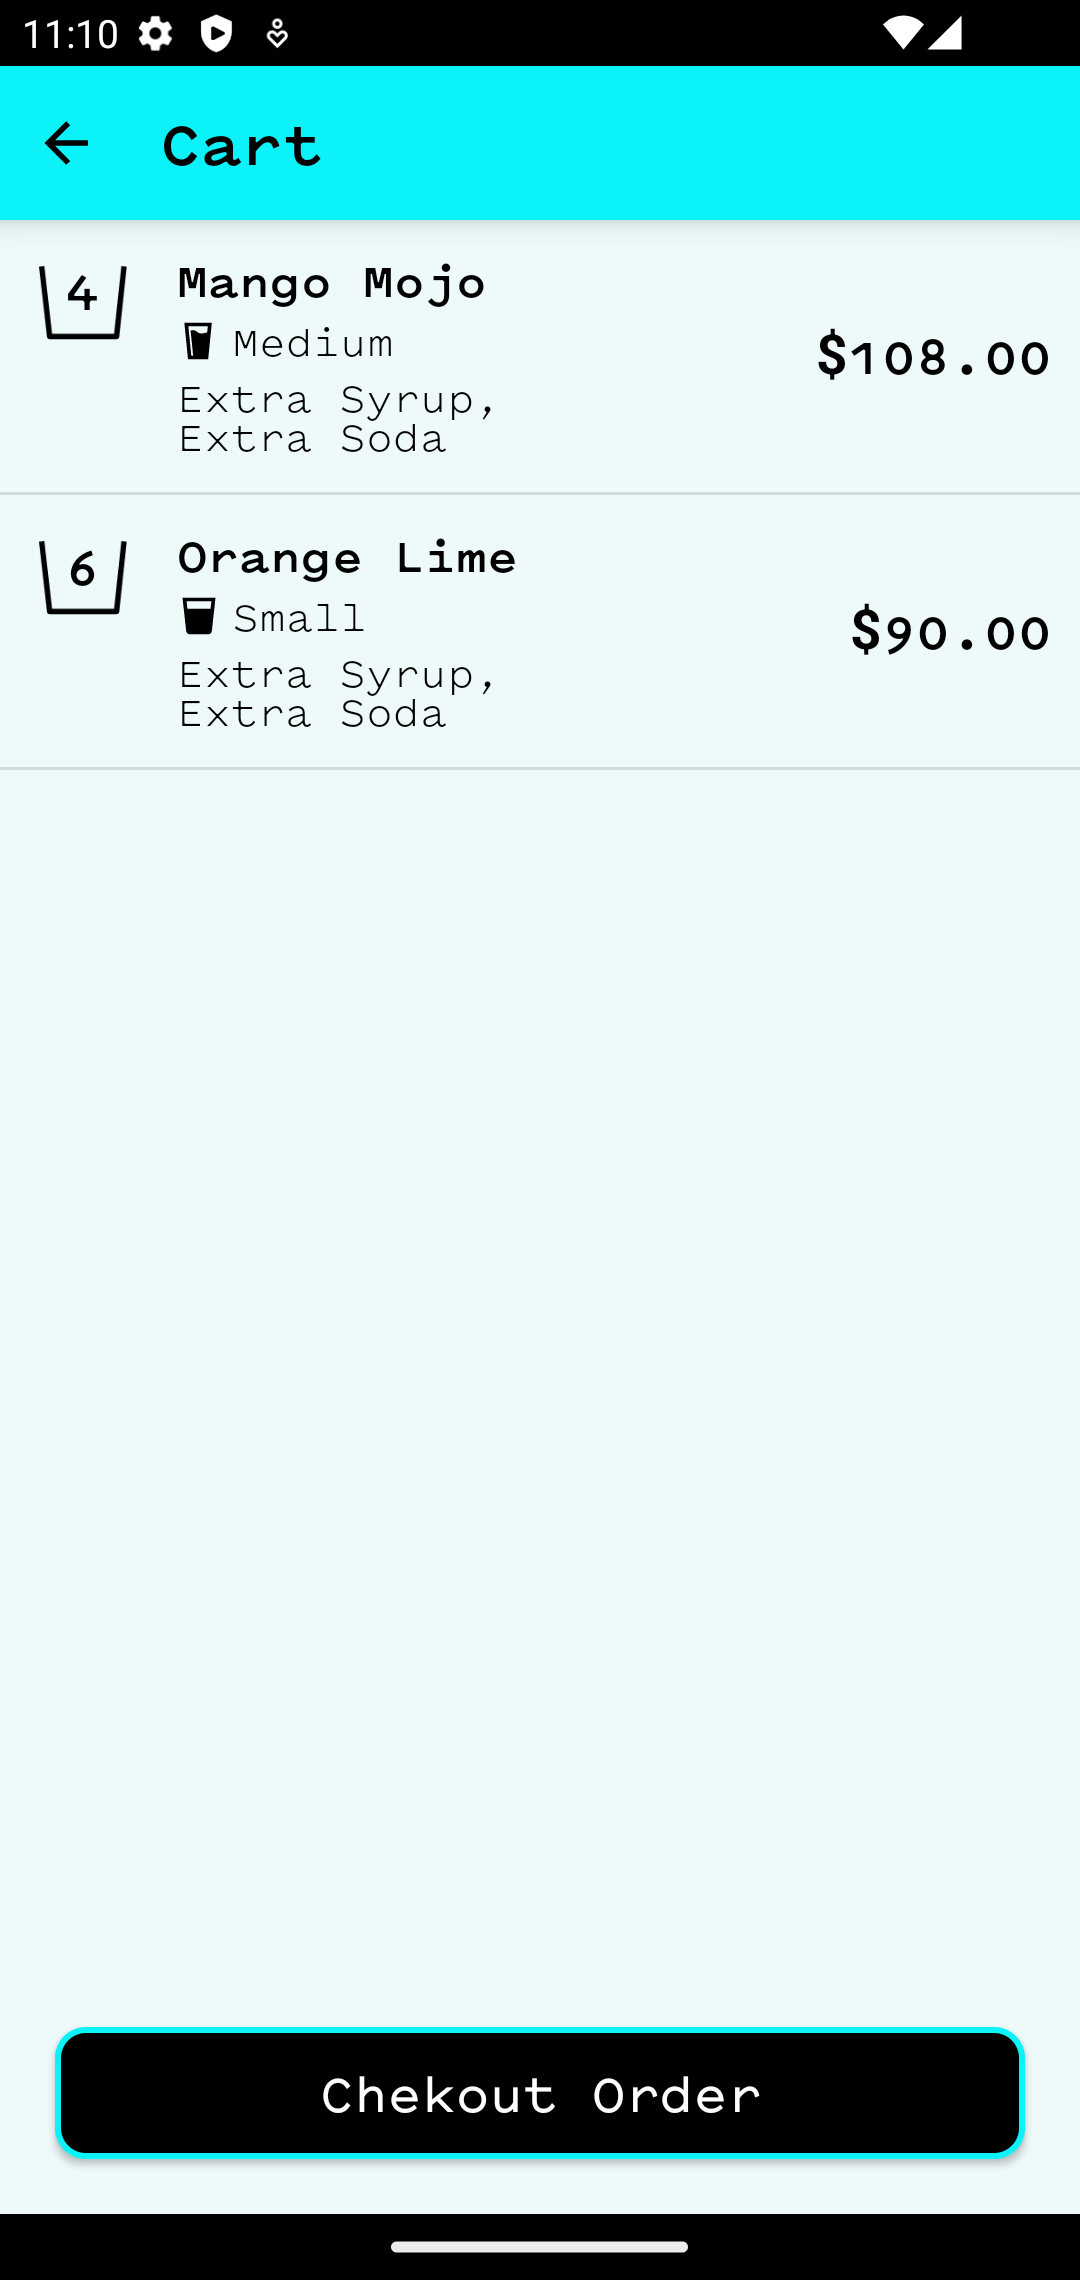 11:10
Cart
4
Mango Mojo
Medium
Extra Syrup,
Extra Soda
$108.00
6
Orange Lime
Small
Extra Syrup,
Extra Soda
$90.00
Chekout Order